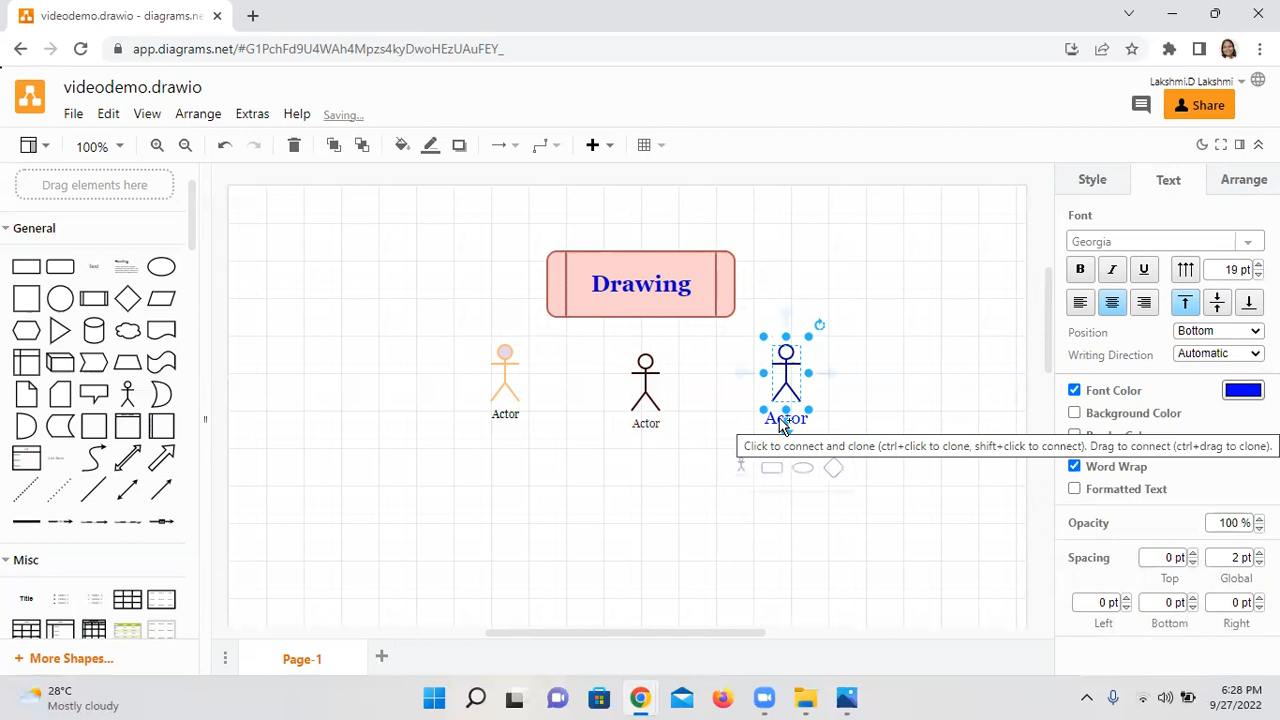 videodemo.drawio - diagrams.ne
app.diagrams.net/#G1PchFd9U4WAh4Mpzs4kyDwoHEzUAuFEY_
videodemo.drawio
Lakshmi.D Lakshmi
File Edit View Arrange Extras Help Saving...
Share
100%
Drag elements here
Style Text Arrange
General
Font
Georgia
Text
Heading
B I U 19 pt
Drawing
Position Bottom
Writing Direction Automatic
Font Color
Actor
Actor
Actor
Background Color
Click to connect and clone (ctrl+click to clone, shift+click to connect). Drag to connect (ctrl+drag to clone).
Word Wrap
Formatted Text
Opacity 100 %
Spacing 0 pt 2 pt
Top Global
0 pt 0 pt 0 pt
Left Bottom Right
Misc
Title
+ More Shapes...
Page-1
28°C
Mostly cloudy
6:28 PM
9/27/2022